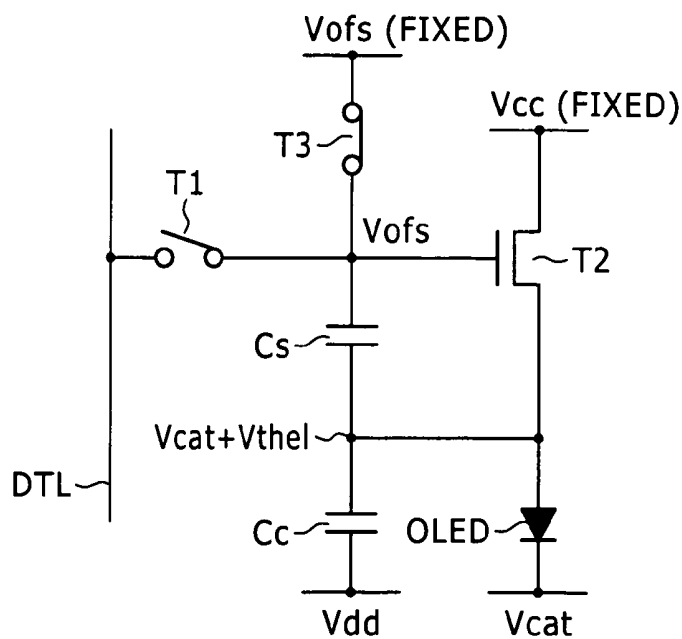 Vofs (FIXED)
Vcc (FIXED)
T3
T1
Vofs
T2
Cs
Vcat+Vthel
DTL
Cc
OLED
Vdd
Vcat